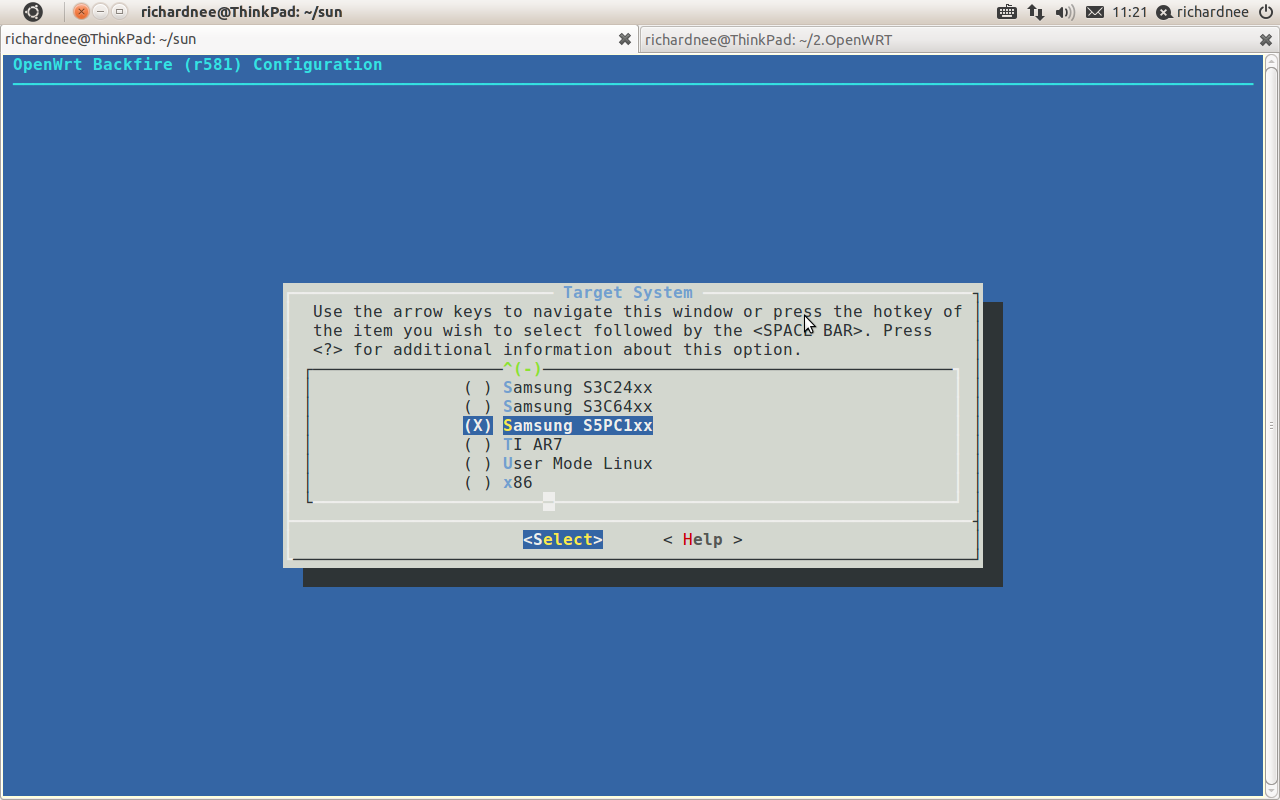 richardnee@ThinkPad: ~/sun 11:21 richardnee
richardnee@ThinkPad: ~/sun richardnee@ThinkPad: ~/2.OpenWRT
OpenWrt Backfire (r581) Configuration
Target System
Use the arrow keys to navigate this window or press the hotkey of
the item you wish to select followed by the <SPACE BAR>. Press
<?> for additional information about this option.
^(-)
( ) Samsung S3C24xx
( ) Samsung S3C64xx
(X) Samsung S5PC1xx
( ) TI AR7
( ) User Mode Linux
( ) x86
<Select> < Help >